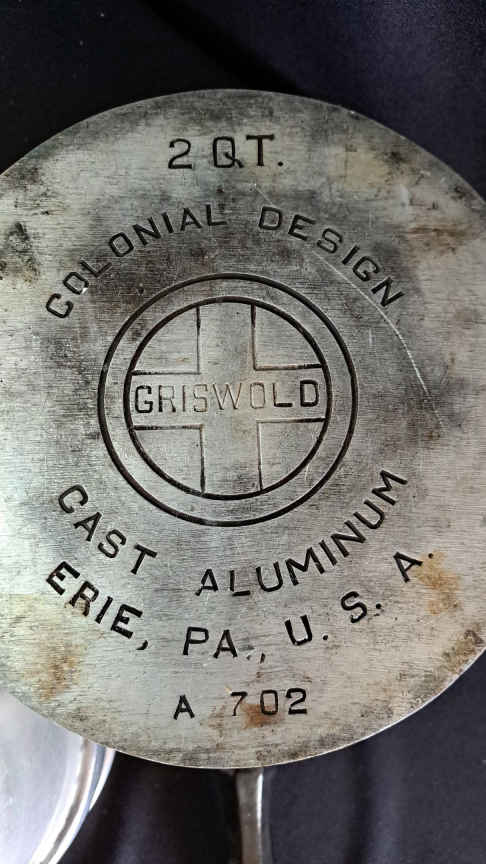 2 QT.
COLONIAL DESIGN
GRISWOLD
CAST ALUMINUM
ERIE, PA., U. S. A.
A 702